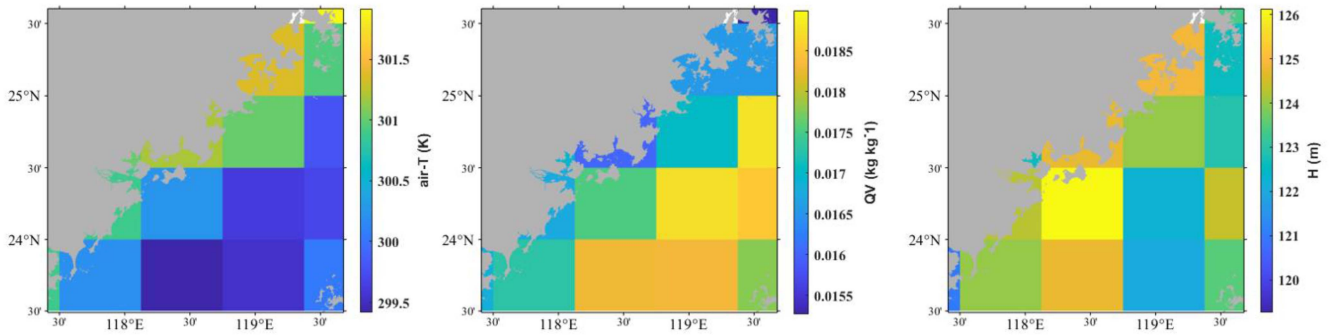 30'
25°N
30'
24°N
30'
30'
118°E
30'
119°E
30'
301.5
301
300.5
300
299.5
air-T (K)
30'
25°N
30'
24°N
30'
30'
118°E
30'
119°E
30'
0.0185
0.018
0.0175
0.017
0.0165
0.016
0.0155
QV (kg kg⁻1)
30'
25°N
30'
24°N
30'
30'
118°E
30'
119°E
30'
126
125
124
123
122
121
120
H (m)